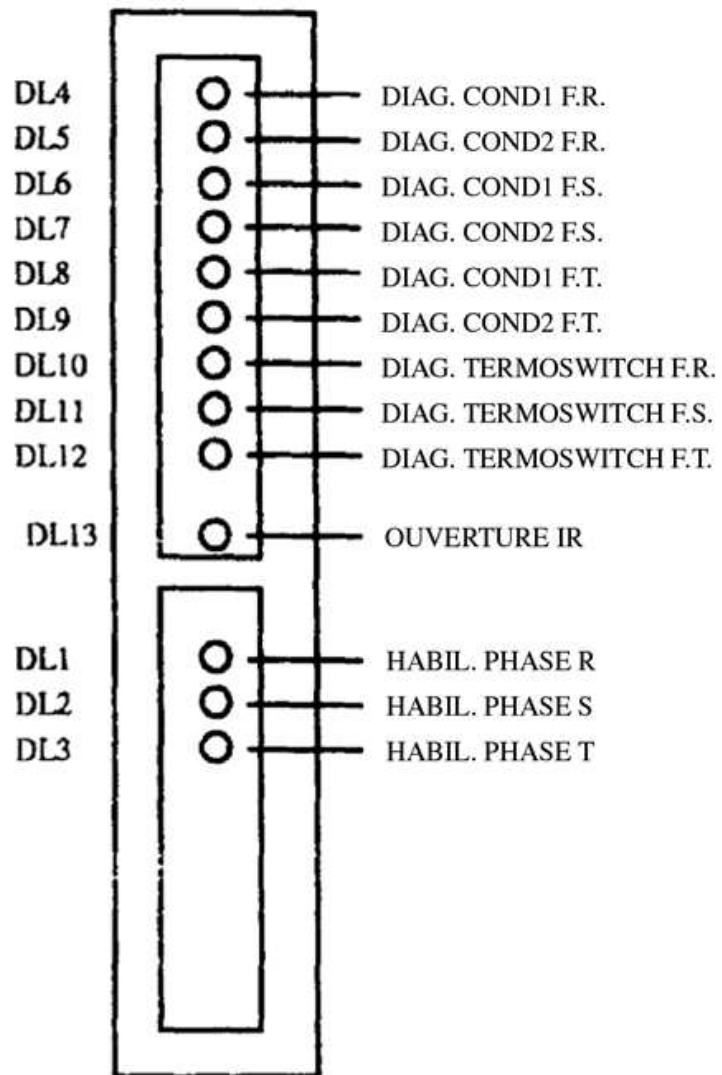 DL4 DIAG. COND1 F.R.
DL5 DIAG. COND2 F.R.
DL6 DIAG. COND1 F.S.
DL7 DIAG. COND2 F.S.
DL8 DIAG. COND1 F.T.
DL9 DIAG. COND2 F.T.
DL10 DIAG. TERMOSWITCH F.R.
DL11 DIAG. TERMOSWITCH F.S.
DL12 DIAG. TERMOSWITCH F.T.
DL13 OUVERTURE IR
DL1 HABIL. PHASE R
DL2 HABIL. PHASE S
DL3 HABIL. PHASE T